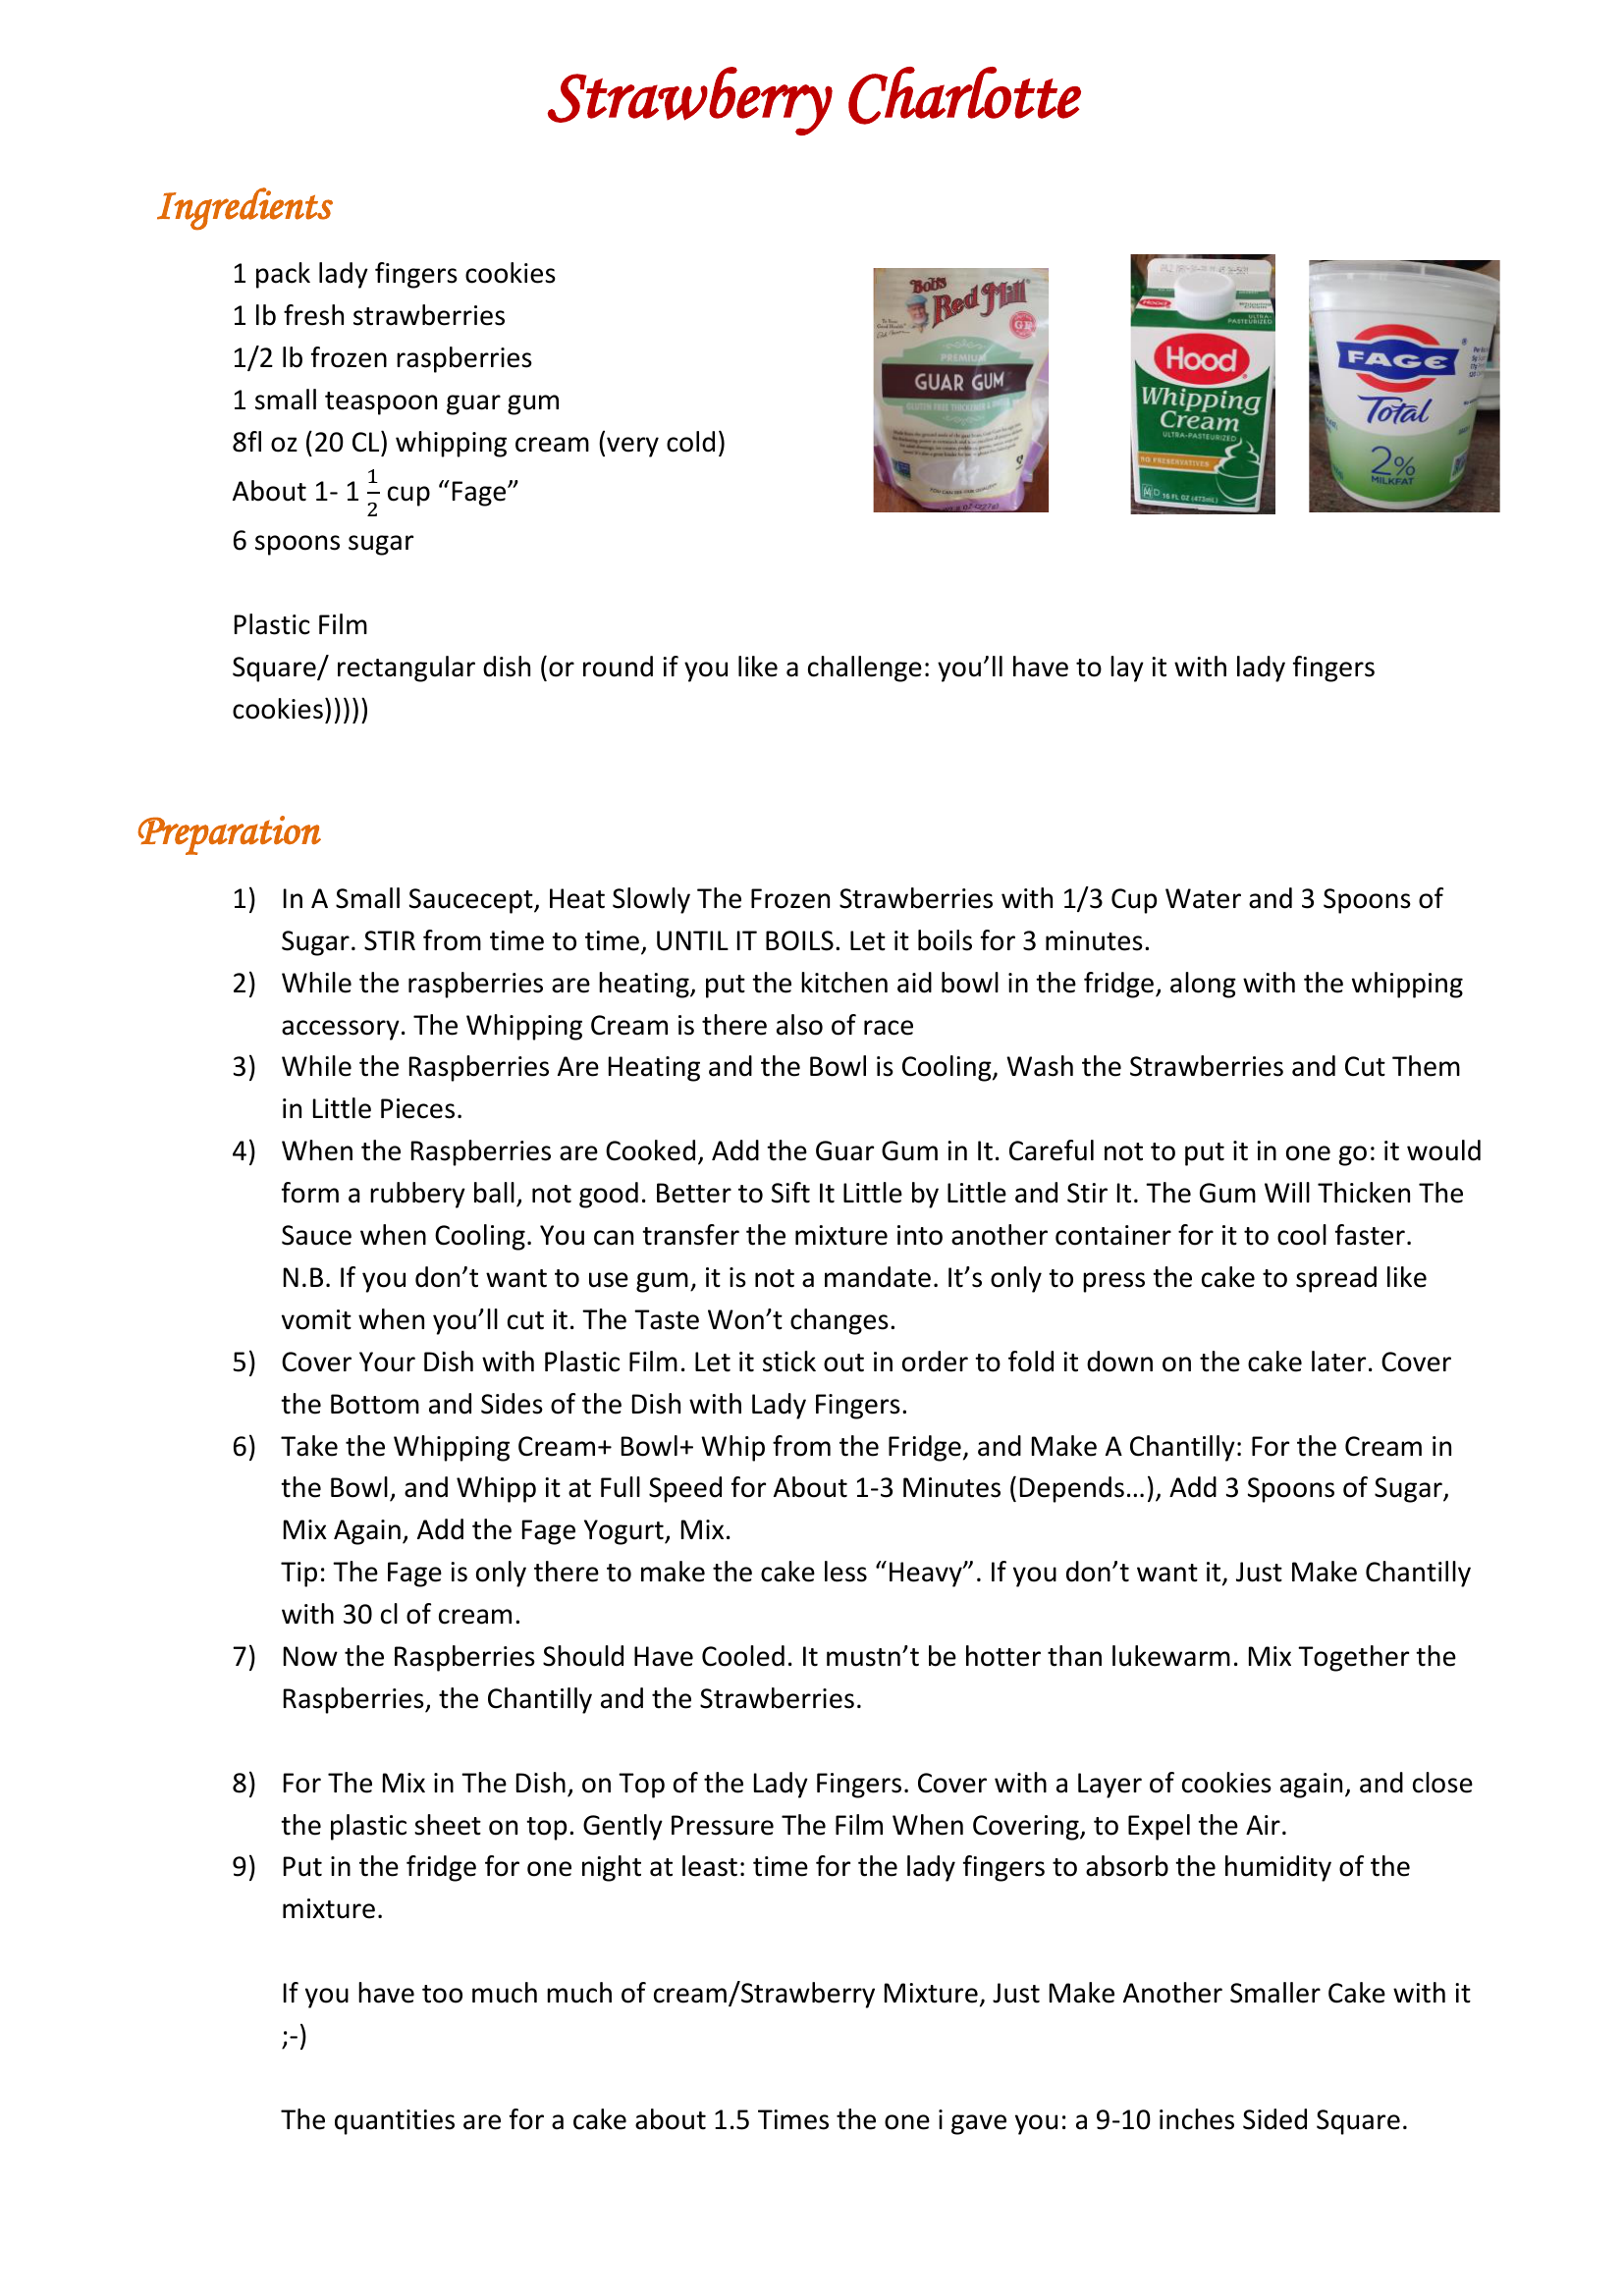 Strawberry Charlotte
Ingredients
1 pack lady fingers cookies
1 lb fresh strawberries
1/2 lb frozen raspberries
1 small teaspoon guar gum
8fl oz (20 CL) whipping cream (very cold)
About 1- 1 1/2 cup “Fage”
6 spoons sugar
Bob's
Red Mill
PREMIUM
GUAR GUM
Hood
Whipping
Cream
ULTRA-PASTEURIZED
NO PRESERVATIVES
16 FL OZ (473mL)
FAGE
Total
2%
MILKFAT
Plastic Film
Square/ rectangular dish (or round if you like a challenge: you’ll have to lay it with lady fingers
cookies)))))
Preparation
1) In A Small Saucecept, Heat Slowly The Frozen Strawberries with 1/3 Cup Water and 3 Spoons of
Sugar. STIR from time to time, UNTIL IT BOILS. Let it boils for 3 minutes.
2) While the raspberries are heating, put the kitchen aid bowl in the fridge, along with the whipping
accessory. The Whipping Cream is there also of race
3) While the Raspberries Are Heating and the Bowl is Cooling, Wash the Strawberries and Cut Them
in Little Pieces.
4) When the Raspberries are Cooked, Add the Guar Gum in It. Careful not to put it in one go: it would
form a rubbery ball, not good. Better to Sift It Little by Little and Stir It. The Gum Will Thicken The
Sauce when Cooling. You can transfer the mixture into another container for it to cool faster.
N.B. If you don’t want to use gum, it is not a mandate. It’s only to press the cake to spread like
vomit when you’ll cut it. The Taste Won’t changes.
5) Cover Your Dish with Plastic Film. Let it stick out in order to fold it down on the cake later. Cover
the Bottom and Sides of the Dish with Lady Fingers.
6) Take the Whipping Cream+ Bowl+ Whip from the Fridge, and Make A Chantilly: For the Cream in
the Bowl, and Whipp it at Full Speed for About 1-3 Minutes (Depends…), Add 3 Spoons of Sugar,
Mix Again, Add the Fage Yogurt, Mix.
Tip: The Fage is only there to make the cake less “Heavy”. If you don’t want it, Just Make Chantilly
with 30 cl of cream.
7) Now the Raspberries Should Have Cooled. It mustn’t be hotter than lukewarm. Mix Together the
Raspberries, the Chantilly and the Strawberries.
8) For The Mix in The Dish, on Top of the Lady Fingers. Cover with a Layer of cookies again, and close
the plastic sheet on top. Gently Pressure The Film When Covering, to Expel the Air.
9) Put in the fridge for one night at least: time for the lady fingers to absorb the humidity of the
mixture.
If you have too much much of cream/Strawberry Mixture, Just Make Another Smaller Cake with it
;-)
The quantities are for a cake about 1.5 Times the one i gave you: a 9-10 inches Sided Square.